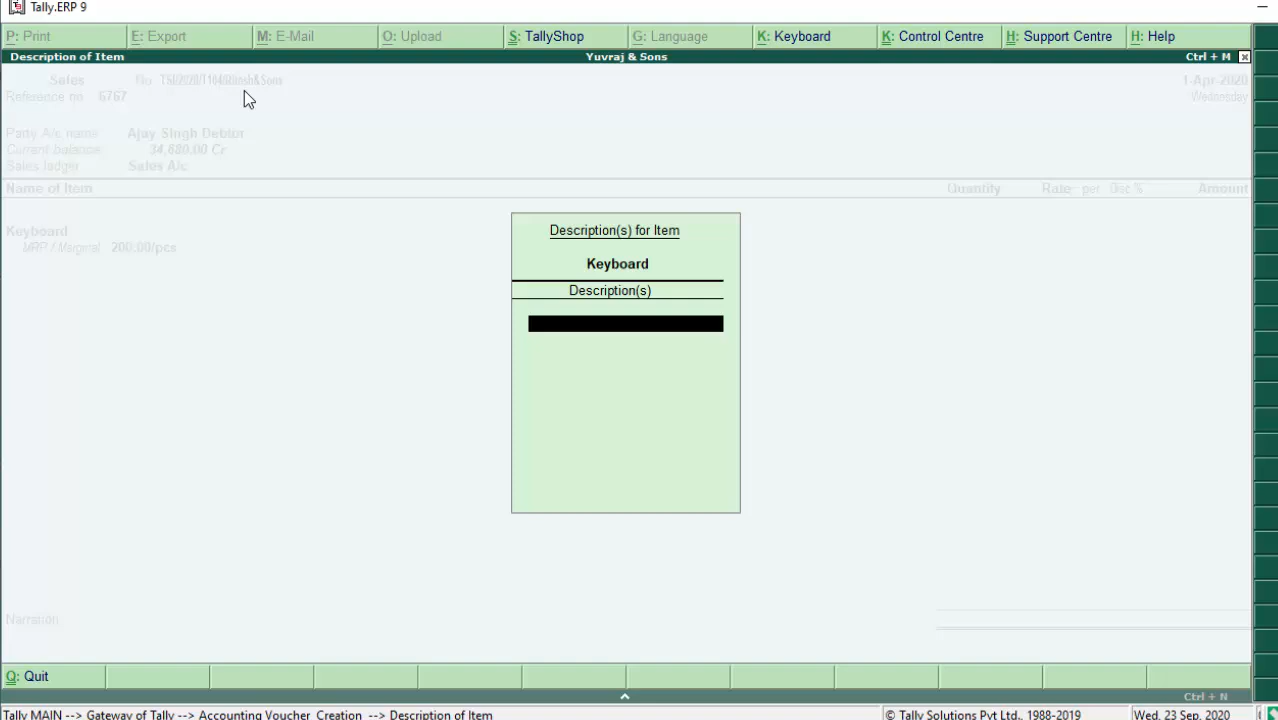 Tally.ERP 9
P: Print E: Export M: E-Mail O: Upload S: TallyShop G: Language K: Keyboard K: Control Centre H: Support Centre H: Help
Description of Item Yuvraj & Sons Ctrl + M
Sales No 1-Apr-2020
Reference no 6767 Wednesday
Party A/c name Ajay Singh Debtor
Current balance 34,680.00 Cr
Sales ledger Sales A/c
Name of Item Quantity Rate per Disc % Amount
Keyboard
MRP / Marginal 200.00/pcs
Description(s) for Item
Keyboard
Description(s)
Narration
Q: Quit
Ctrl + N
Tally MAIN --> Gateway of Tally --> Accounting Voucher Creation --> Description of Item © Tally Solutions Pvt Ltd., 1988-2019 Wed, 23 Sep, 2020